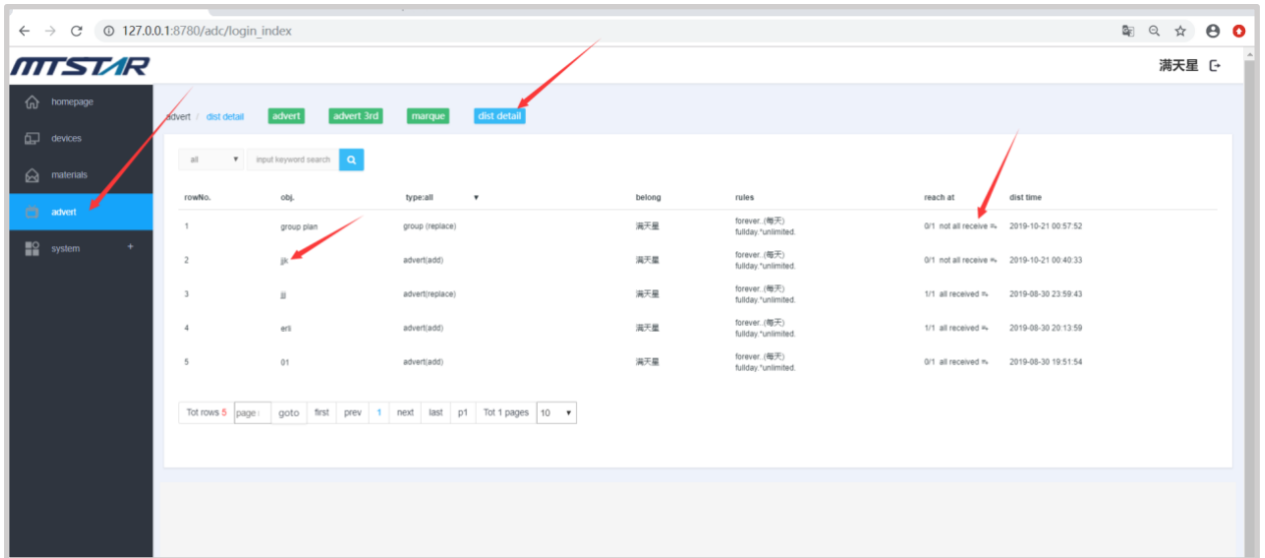 127.0.0.1:8780/adc/login_index
MTSTAR
满天星
homepage
devices
materials
advert
system +
advert / dist detail advert advert 3rd marque dist detail
all input keyword search
rowNo. obj. type:all belong rules reach at dist time
1 group plan group (replace) 满天星 forever. (每天) 0/1 not all receive 2019-10-21 00:57:52
fullday.*unlimited.
2 jjk advert(add) 满天星 forever. (每天) 0/1 not all receive 2019-10-21 00:40:33
fullday.*unlimited.
3 jjj advert(replace) 满天星 forever. (每天) 1/1 all received 2019-08-30 23:59:43
fullday.*unlimited.
4 erli advert(add) 满天星 forever. (每天) 1/1 all received 2019-08-30 20:13:59
fullday.*unlimited.
5 01 advert(add) 满天星 forever. (每天) 0/1 all received 2019-08-30 19:51:54
fullday.*unlimited.
Tot rows 5 page: goto first prev 1 next last p1 Tot 1 pages 10